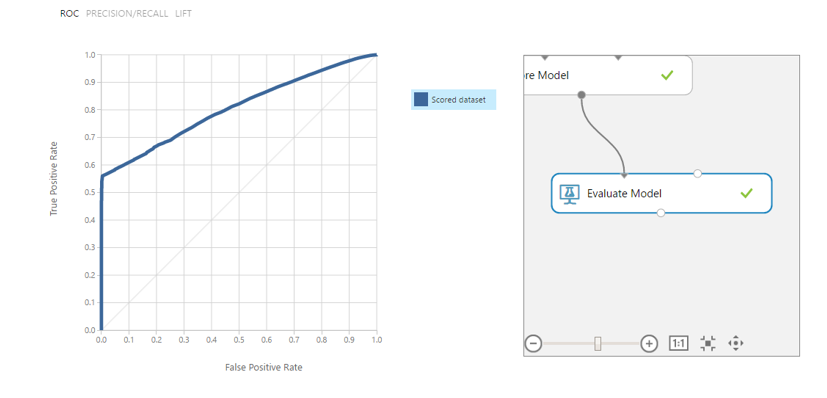 ROC PRECISION/RECALL LIFT
1.0
0.9
0.8
0.7
0.6
0.5
0.4
0.3
0.2
0.1
0.0
True Positive Rate
0.0 0.1 0.2 0.3 0.4 0.5 0.6 0.7 0.8 0.9 1.0
False Positive Rate
Scored dataset
re Model
Evaluate Model
1:1